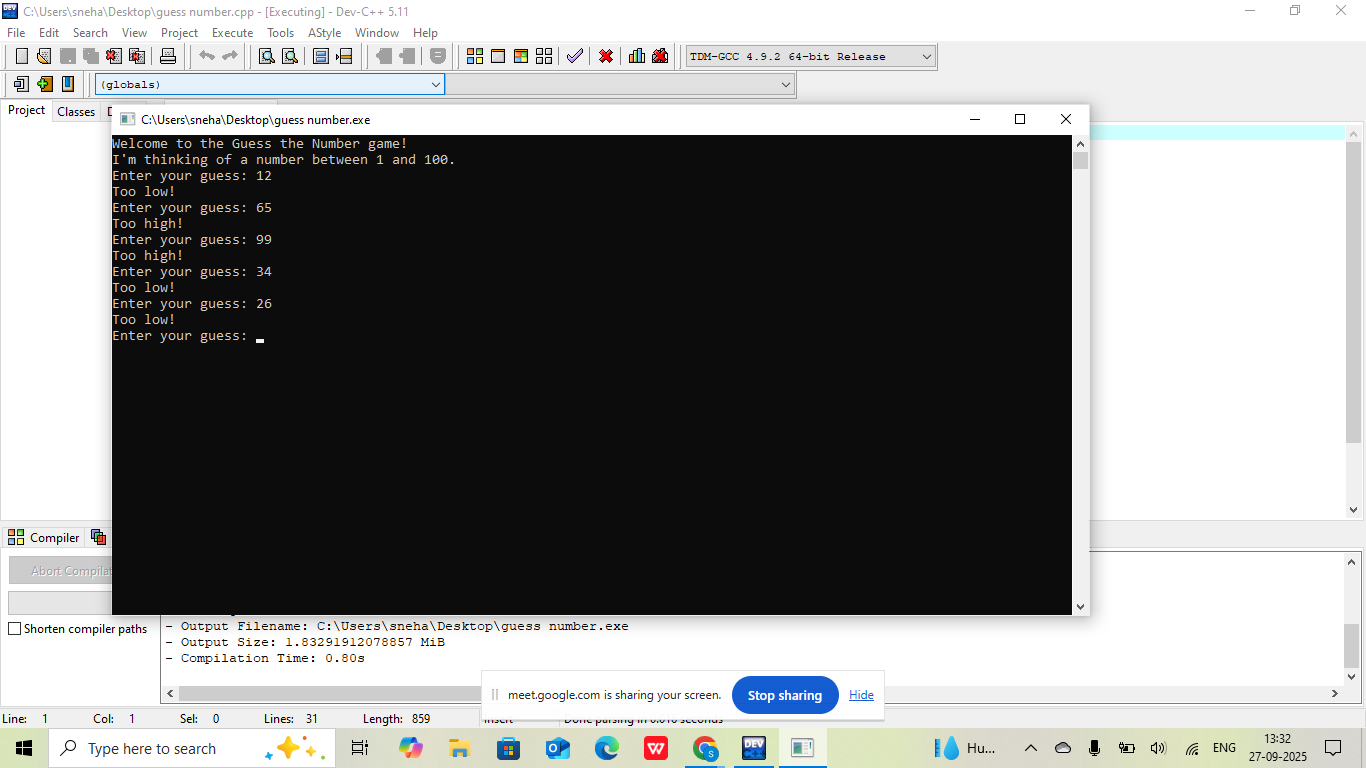 C:\Users\sneha\Desktop\guess number.cpp - [Executing] - Dev-C++ 5.11
File Edit Search View Project Execute Tools AStyle Window Help
TDM-GCC 4.9.2 64-bit Release
(globals)
Project Classes
C:\Users\sneha\Desktop\guess number.exe
Welcome to the Guess the Number game!
I'm thinking of a number between 1 and 100.
Enter your guess: 12
Too low!
Enter your guess: 65
Too high!
Enter your guess: 99
Too high!
Enter your guess: 34
Too low!
Enter your guess: 26
Too low!
Enter your guess:
Compiler
Abort Compilat
Shorten compiler paths
- Output Filename: C:\Users\sneha\Desktop\guess number.exe
- Output Size: 1.83291912078857 MiB
- Compilation Time: 0.80s
meet.google.com is sharing your screen. Stop sharing Hide
Line: 1 Col: 1 Sel: 0 Lines: 31 Length: 859 Insert Done parsing in 0.016 seconds
Type here to search
Hu... ENG 13:32
27-09-2025